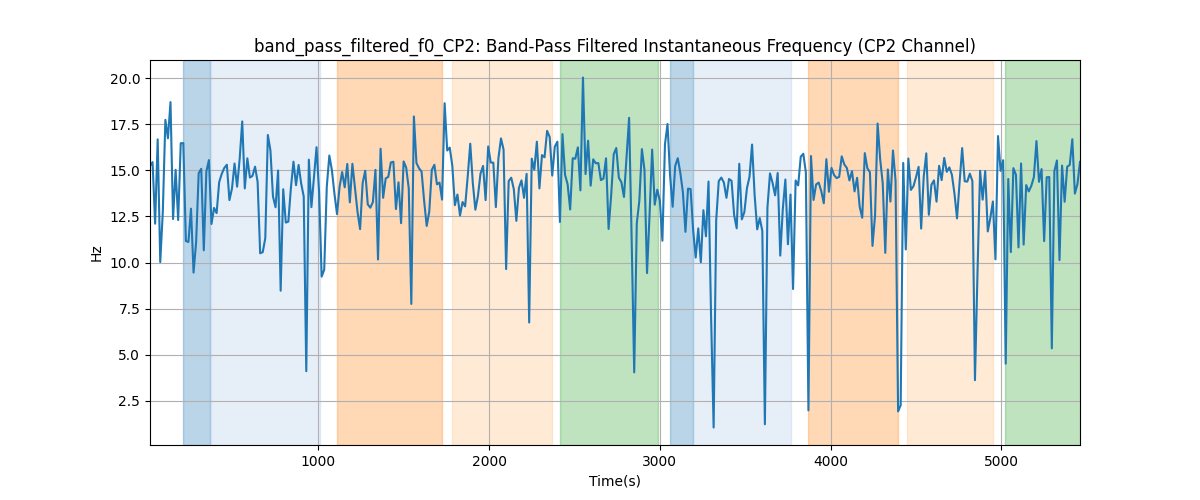 band_pass_filtered_f0_CP2: Band-Pass Filtered Instantaneous Frequency (CP2 Channel)
20.0
17.5
15.0
12.5
10.0
7.5
5.0
2.5
Hz
1000 2000 3000 4000 5000
Time(s)